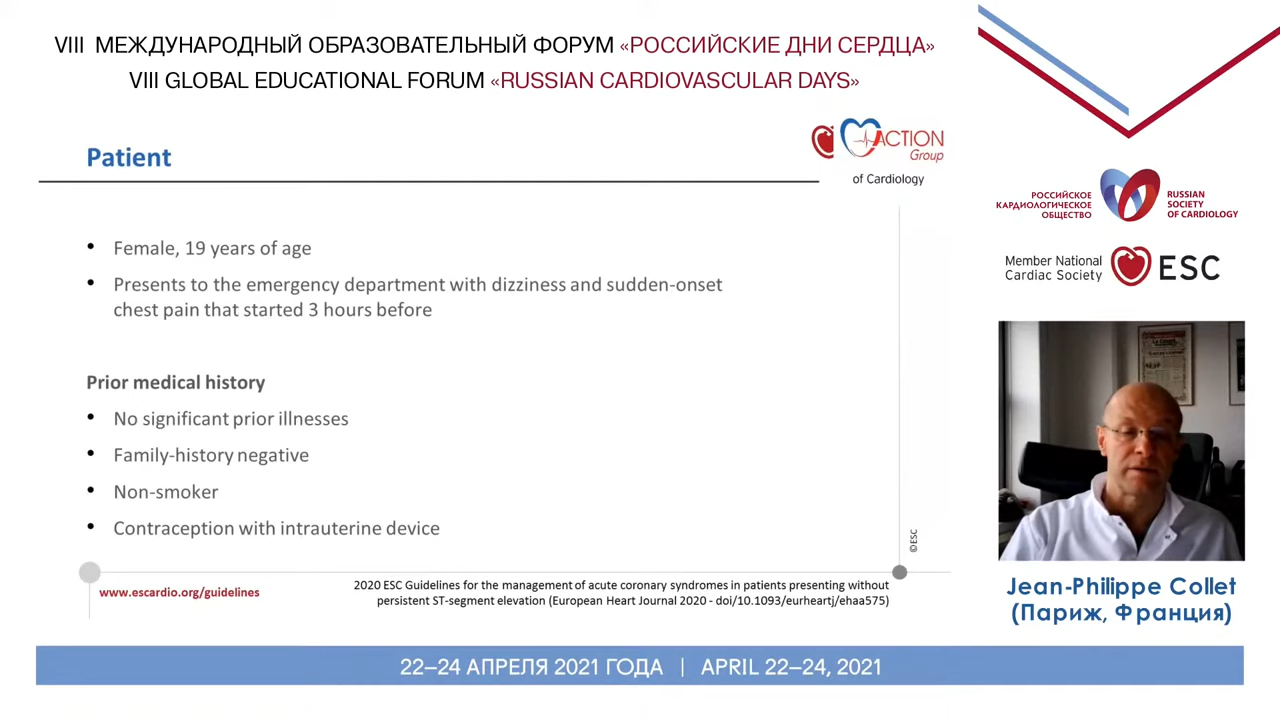 VIII МЕЖДУНАРОДНЫЙ ОБРАЗОВАТЕЛЬНЫЙ ФОРУМ «РОССИЙСКИЕ ДНИ СЕРДЦА»
VIII GLOBAL EDUCATIONAL FORUM «RUSSIAN CARDIOVASCULAR DAYS»
Patient
ACTION
Group
of Cardiology
• Female, 19 years of age
• Presents to the emergency department with dizziness and sudden-onset
chest pain that started 3 hours before
Prior medical history
• No significant prior illnesses
• Family-history negative
• Non-smoker
• Contraception with intrauterine device
©ESC
www.escardio.org/guidelines
2020 ESC Guidelines for the management of acute coronary syndromes in patients presenting without
persistent ST-segment elevation (European Heart Journal 2020 - doi/10.1093/eurheartj/ehaa575)
РОССИЙСКОЕ
КАРДИОЛОГИЧЕСКОЕ
ОБЩЕСТВО
RUSSIAN
SOCIETY
OF CARDIOLOGY
Member National
Cardiac Society
ESC
Jean-Philippe Collet
(Париж, Франция)
22–24 АПРЕЛЯ 2021 ГОДА | APRIL 22–24, 2021